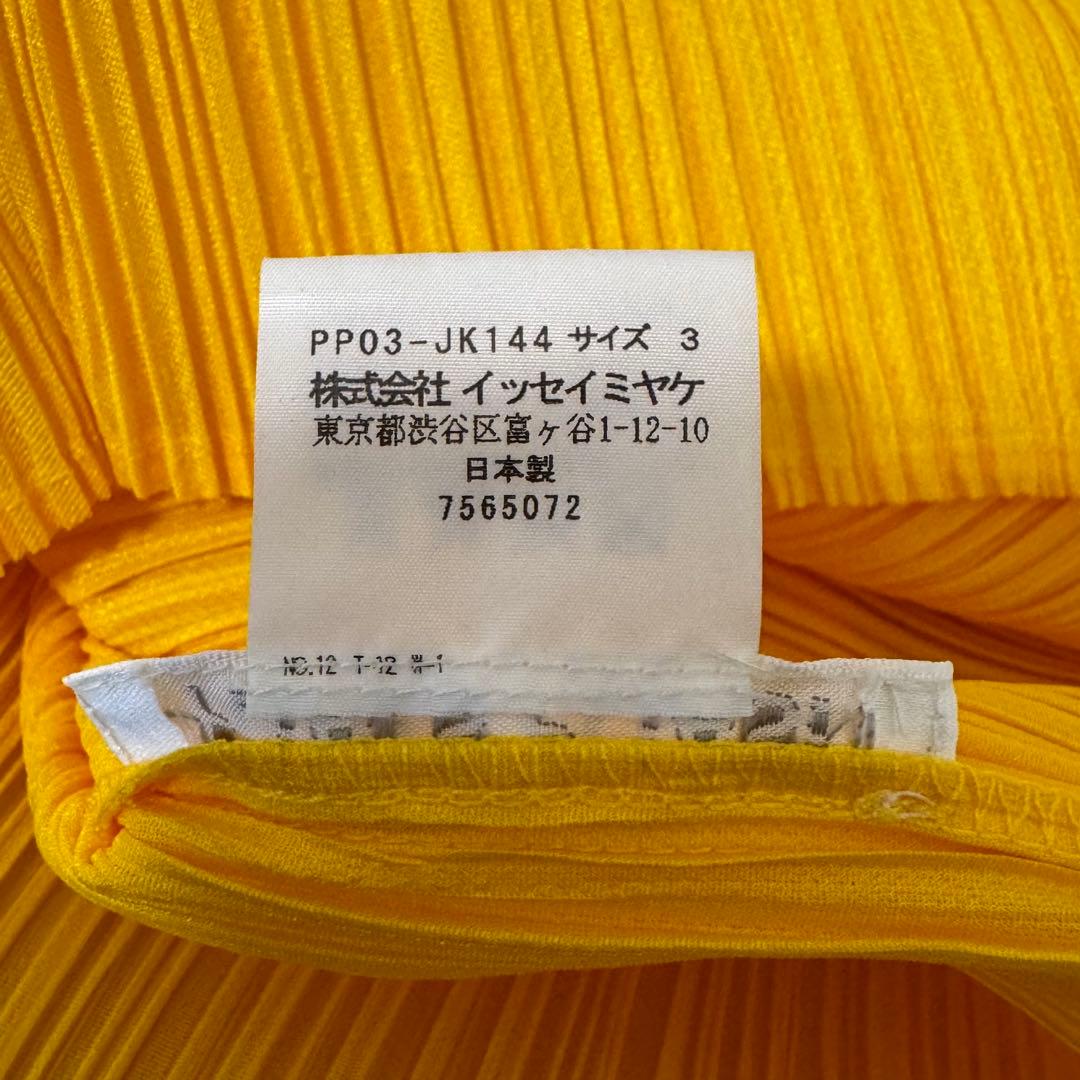 PP03-JK144 サイズ 3
株式会社 イッセイミヤケ
東京都渋谷区富ヶ谷1-12-10
日本製
7565072
NO.12 T-12 W-1